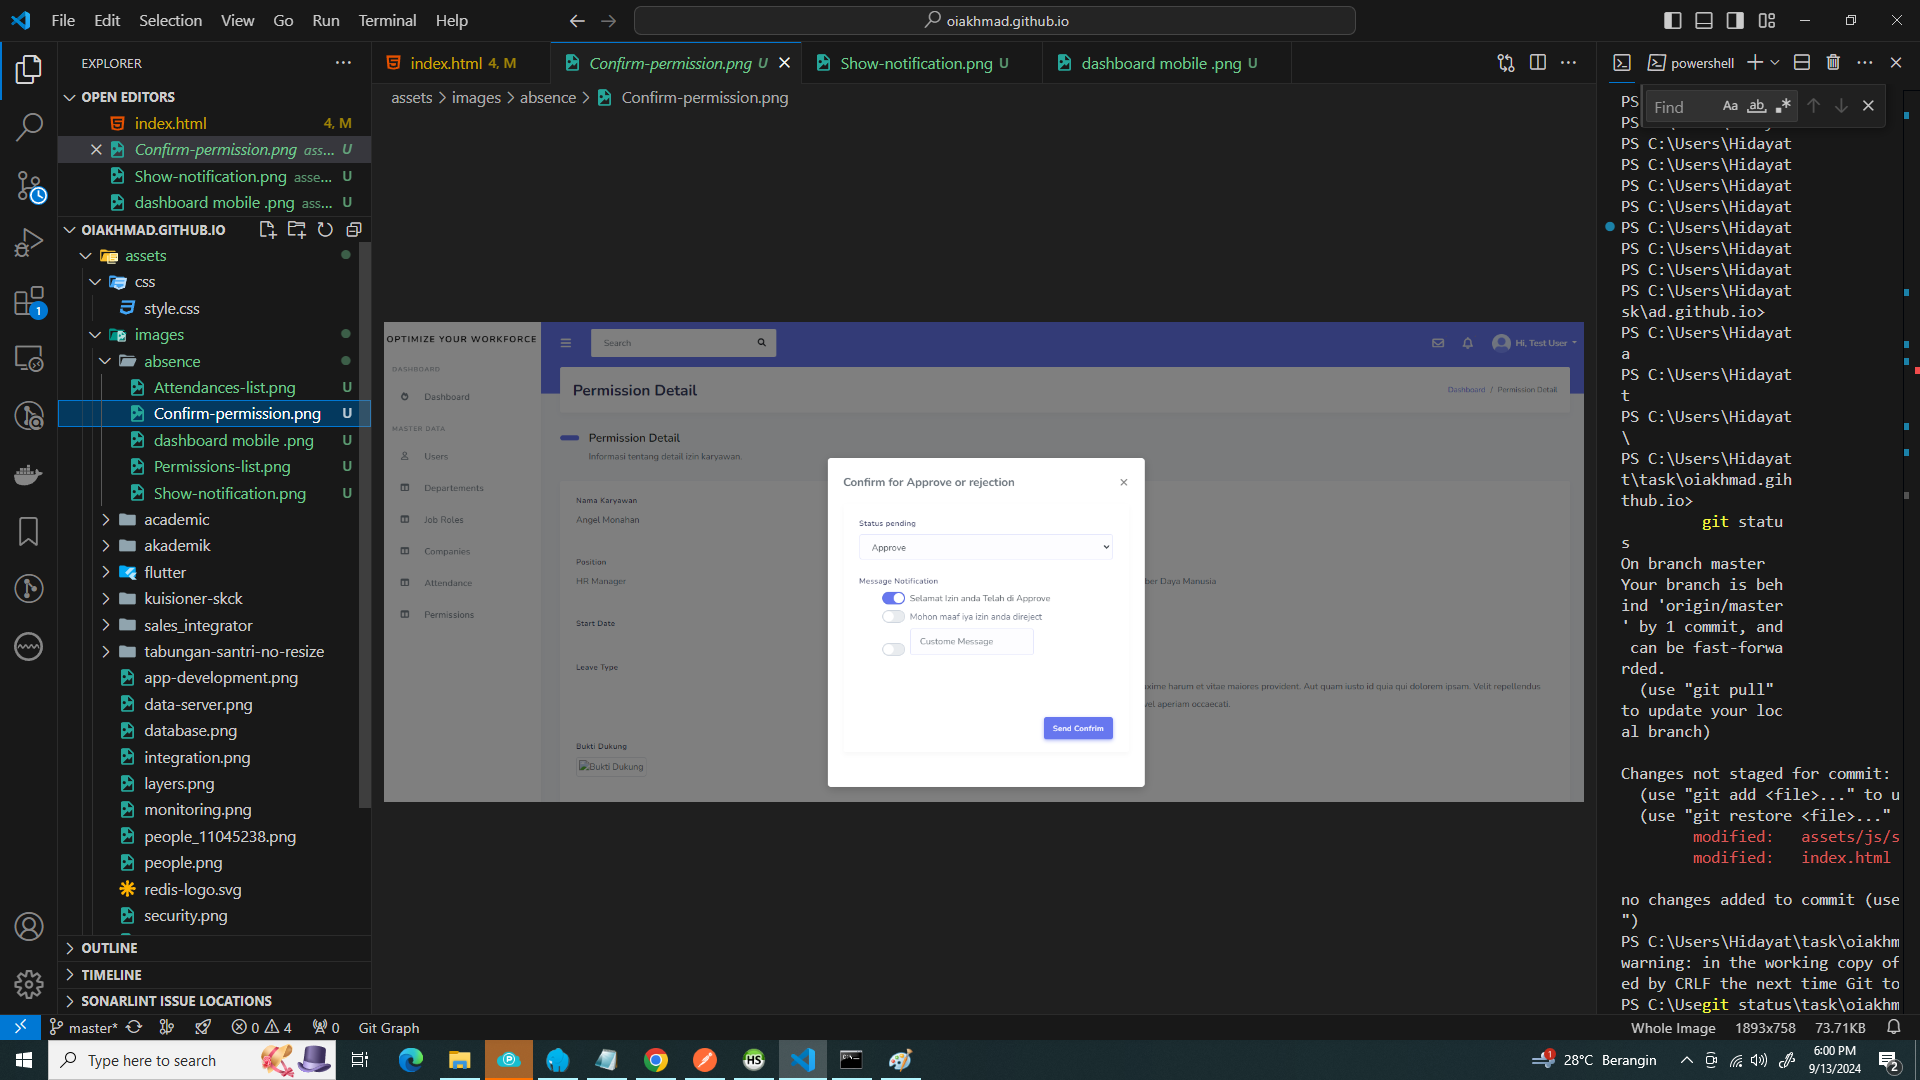 File Edit Selection View Go Run Terminal Help
oiakhmad.github.io
EXPLORER
OPEN EDITORS
index.html 4, M
Confirm-permission.png ass... U
Show-notification.png asse... U
dashboard mobile .png ass... U
OIAKHMAD.GITHUB.IO
assets
css
style.css
images
absence
Attendances-list.png U
Confirm-permission.png U
dashboard mobile .png U
Permissions-list.png U
Show-notification.png U
academic
akademik
flutter
kuisioner-skck
sales_integrator
tabungan-santri-no-resize
app-development.png
data-server.png
database.png
integration.png
layers.png
monitoring.png
people_11045238.png
people.png
redis-logo.svg
security.png
OUTLINE
TIMELINE
SONARLINT ISSUE LOCATIONS
1
index.html 4, M
Confirm-permission.png U
Show-notification.png U
dashboard mobile .png U
assets > images > absence > Confirm-permission.png
OPTIMIZE YOUR WORKFORCE
Search
Hi, Test User
DASHBOARD
Dashboard
MASTER DATA
Users
Departements
Job Roles
Companies
Attendance
Permissions
Permission Detail
Dashboard / Permission Detail
Permission Detail
Informasi tentang detail izin karyawan.
Nama Karyawan
Angel Monahan
Position
HR Manager
ber Daya Manusia
Start Date
Leave Type
xime harum et vitae maiores provident. Aut quam iusto id quia qui dolorem ipsam. Velit repellendus
vel aperiam occaecati.
Bukti Dukung
Bukti Dukung
Confirm for Approve or rejection
Status pending
Approve
Message Notification
Selamat Izin anda Telah di Approve
Mohon maaf iya izin anda direject
Custome Message
Send Confrim
powershell
Find
Aa ab
PS
PS
PS C:\Users\Hidayat
PS C:\Users\Hidayat
PS C:\Users\Hidayat
PS C:\Users\Hidayat
PS C:\Users\Hidayat
PS C:\Users\Hidayat
PS C:\Users\Hidayat
PS C:\Users\Hidayat
sk\ad.github.io>
PS C:\Users\Hidayat
a
PS C:\Users\Hidayat
t
PS C:\Users\Hidayat
\
PS C:\Users\Hidayat
t\task\oiakhmad.gih
thub.io>
git statu
s
On branch master
Your branch is beh
ind 'origin/master
' by 1 commit, and
can be fast-forwa
rded.
(use "git pull"
to update your loc
al branch)
Changes not staged for commit:
(use "git add <file>..." to u
(use "git restore <file>..."
modified: assets/js/s
modified: index.html
no changes added to commit (use
")
PS C:\Users\Hidayat\task\oiakhm
warning: in the working copy of
ed by CRLF the next time Git to
PS C:\Usegit status\task\oiakhm
master* 0 4 0 Git Graph
Whole Image 1893x758 73.71KB
Type here to search
HS
1 28°C Berangin
6:00 PM
9/13/2024
2